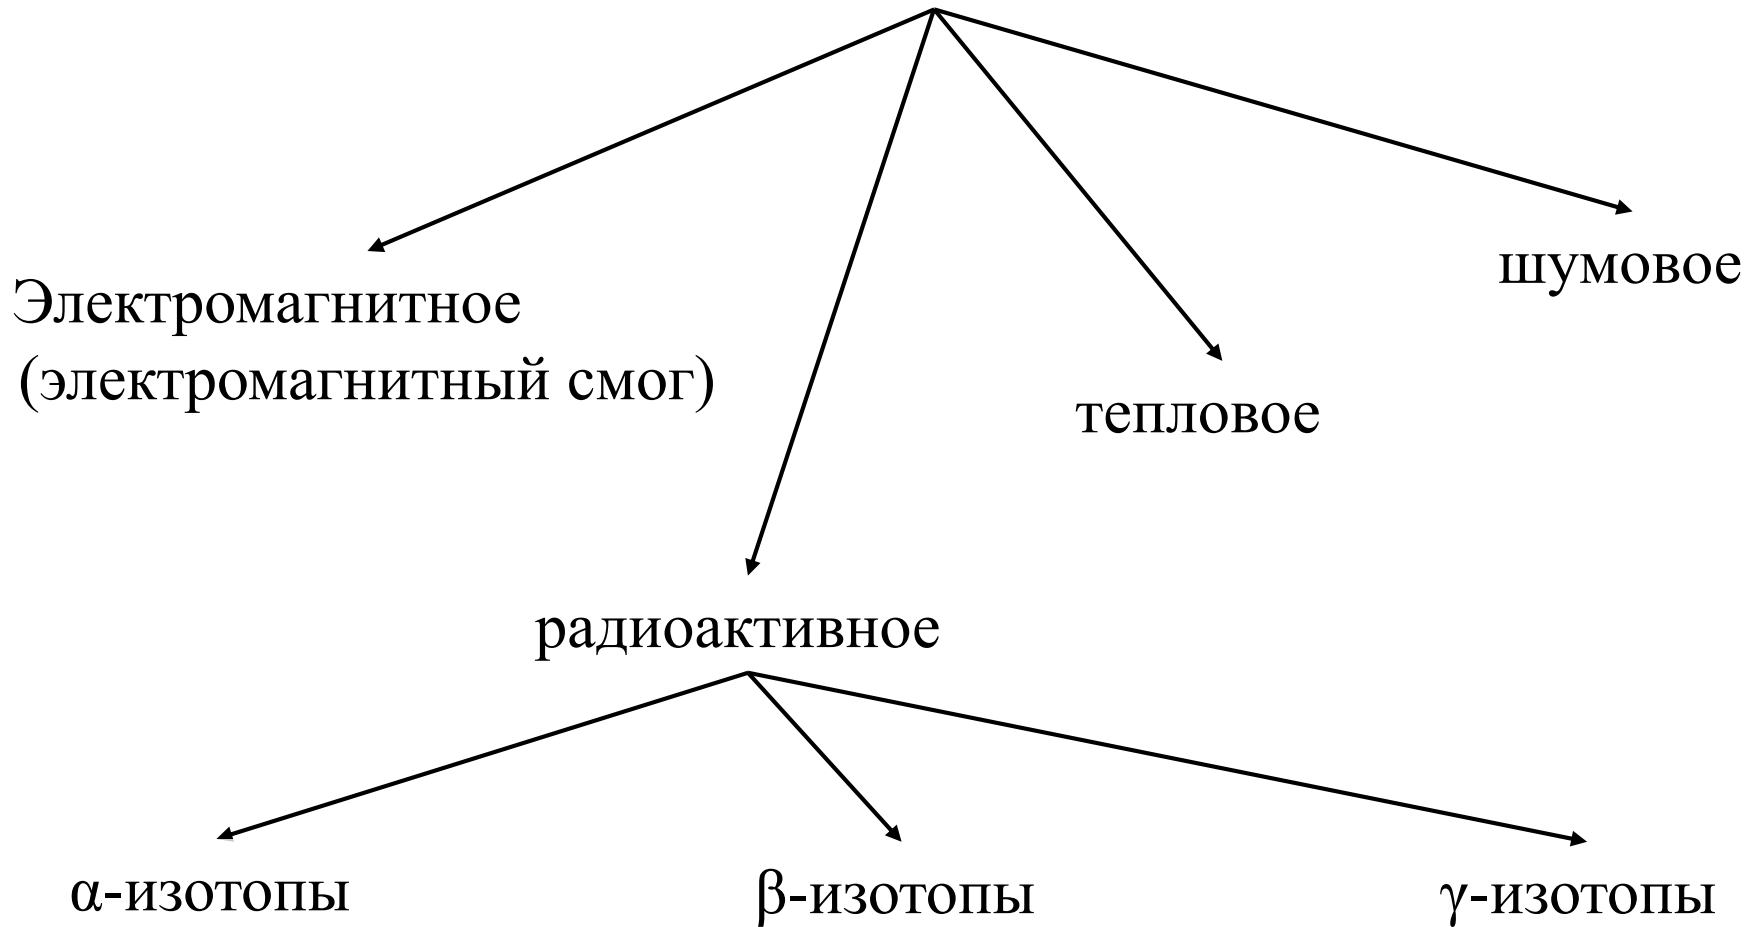 шумовое
Электромагнитное
(электромагнитный смог)
тепловое
радиоактивное
α-изотопы
β-изотопы
γ-изотопы